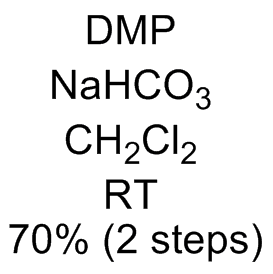 DMP
NaHCO₃
CH₂Cl₂
RT
70% (2 steps)